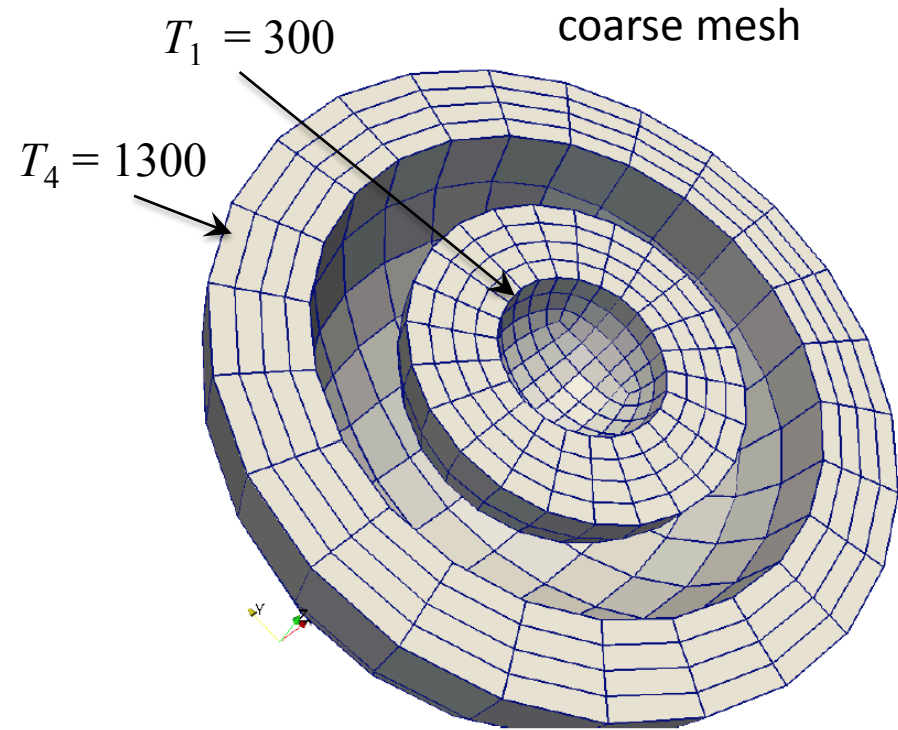 coarse mesh
T₁ = 300
T₄ = 1300
Y
Z